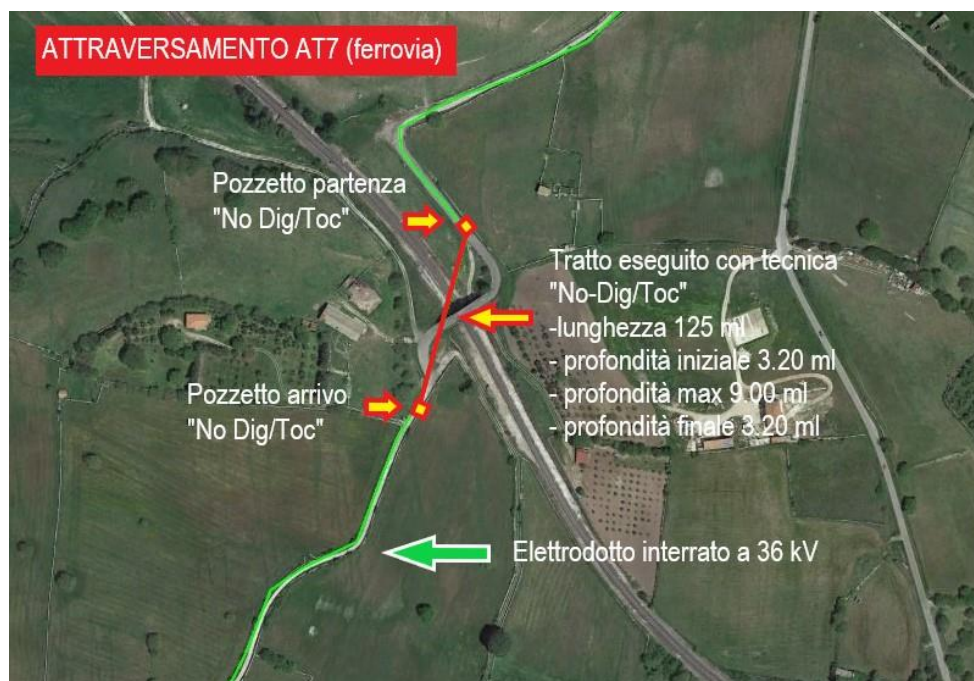 ATTRAVERSAMENTO AT7 (ferrovia)
Pozzetto partenza
"No Dig/Toc"
Tratto eseguito con tecnica
"No-Dig/Toc"
-lunghezza 125 ml
- profondità iniziale 3.20 ml
- profondità max 9.00 ml
- profondità finale 3.20 ml
Pozzetto arrivo
"No Dig/Toc"
Elettrodotto interrato a 36 kV